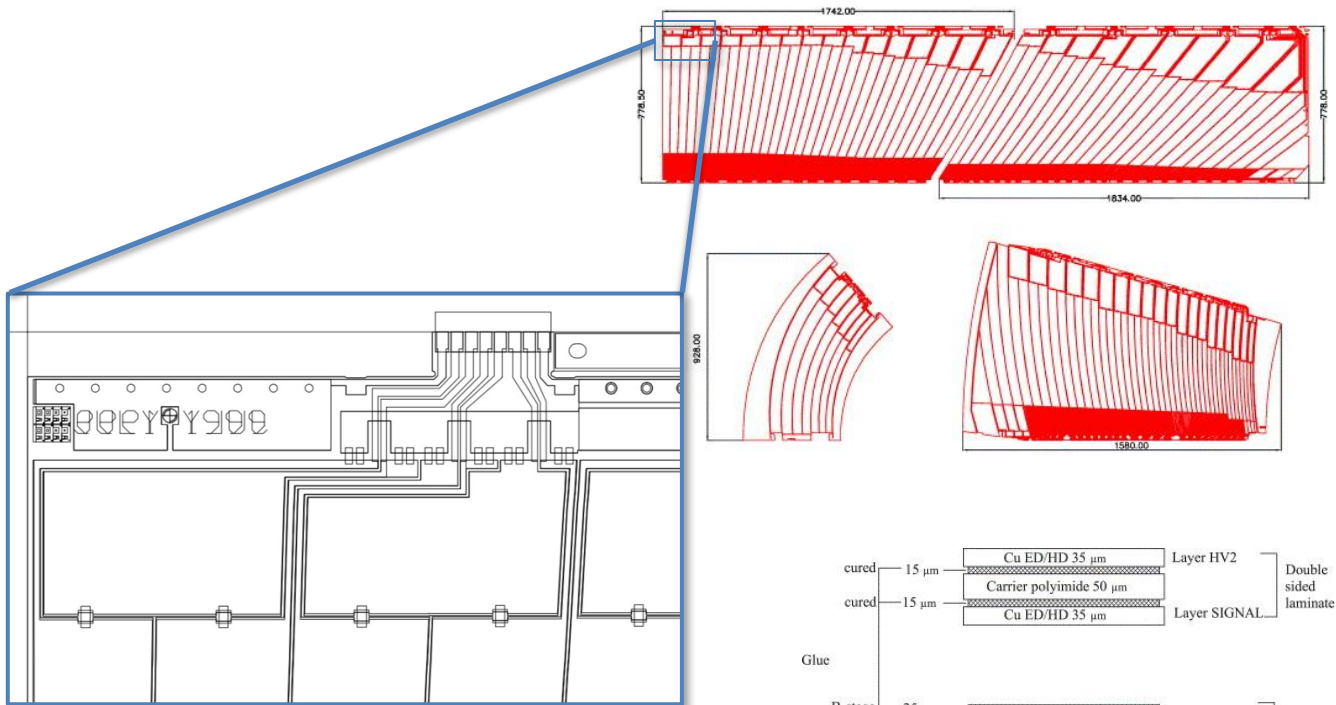 1742.00
778.50
778.00
1834.00
928.00
1580.00
Cu ED/HD 35 µm
Layer HV2
cured
15 µm
Carrier polyimide 50 µm
Double
sided
laminate
cured
15 µm
Cu ED/HD 35 µm
Layer SIGNAL
Glue